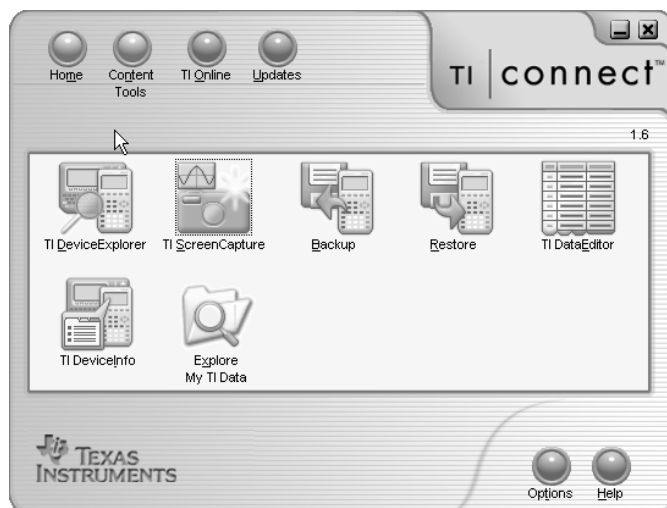 Home
Content
Tools
TI Online
Updates
TI connect™
1.6
TI DeviceExplorer
TI ScreenCapture
Backup
Restore
TI DataEditor
TI DeviceInfo
Explore
My TI Data
TEXAS
INSTRUMENTS
Options
Help